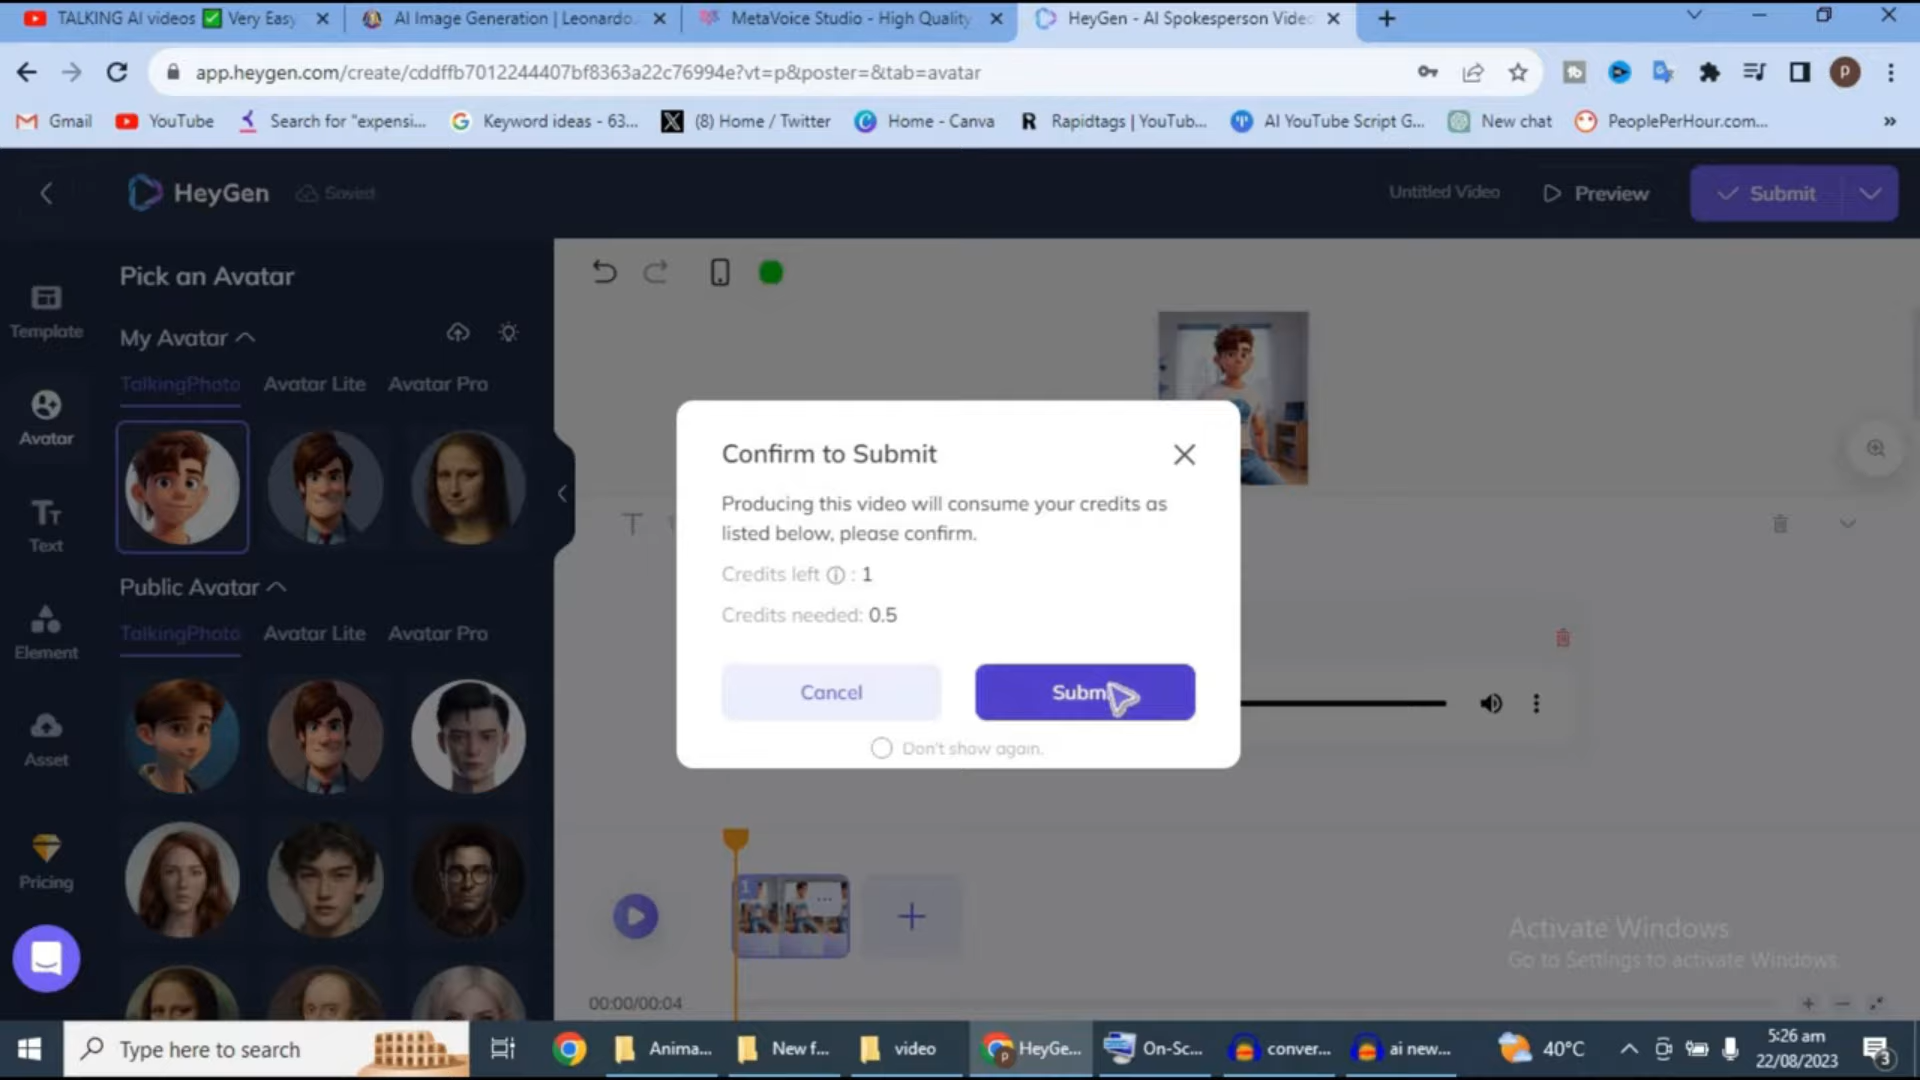 TALKING AI videos ✅ Very Easy
AI Image Generation | Leonardo.
MetaVoice Studio - High Quality
HeyGen - AI Spokesperson Video
app.heygen.com/create/cddffb7012244407bf8363a22c76994e?vt=p&poster=&tab=avatar
P
Gmail
YouTube
Search for "expensi...
Keyword ideas - 63...
(8) Home / Twitter
Home - Canva
Rapidtags | YouTub...
AI YouTube Script G...
New chat
PeoplePerHour.com...
HeyGen
Saved
Untitled Video
Preview
Submit
Template
Avatar
Text
Element
Asset
Pricing
Pick an Avatar
My Avatar
TalkingPhoto Avatar Lite Avatar Pro
Public Avatar
TalkingPhoto Avatar Lite Avatar Pro
Confirm to Submit
Producing this video will consume your credits as
listed below, please confirm.
Credits left : 1
Credits needed: 0.5
Cancel
Don't show again.
1
00:00/00:04
Activate Windows
Go to Settings to activate Windows.
Type here to search
Anima...
New f...
video
HeyGe...
On-Sc...
conver...
ai new...
40°C
5:26 am
22/08/2023
3